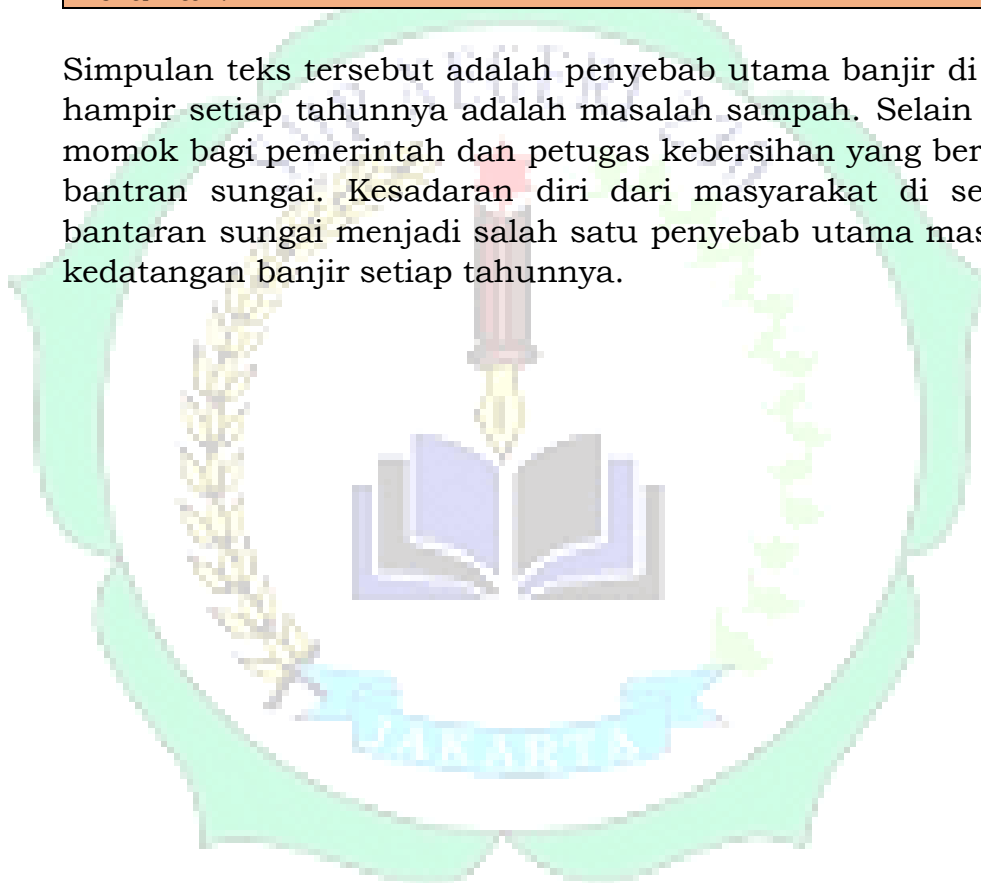 Simpulan teks tersebut adalah penyebab utama banjir di
hampir setiap tahunnya adalah masalah sampah. Selain
momok bagi pemerintah dan petugas kebersihan yang ber
bantran sungai. Kesadaran diri dari masyarakat di se
bantaran sungai menjadi salah satu penyebab utama mas
kedatangan banjir setiap tahunnya.
JAKARTA